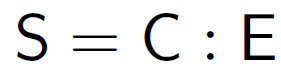 S = C : E